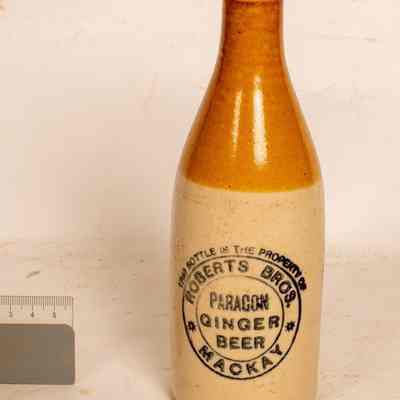 THIS BOTTLE IS THE PROPERTY OF
ROBERTS BROS.
PARAGON
GINGER
BEER
MACKAY
3 4 5